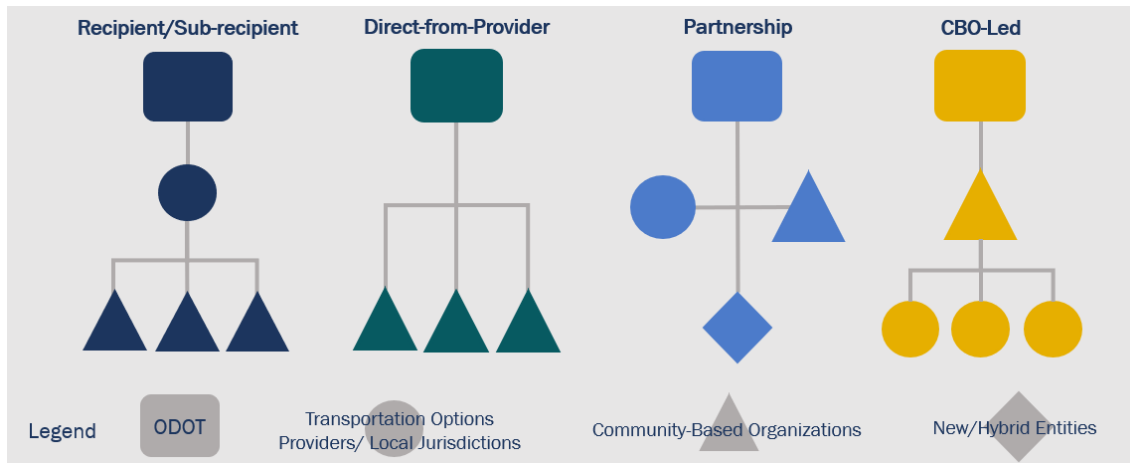 Recipient/Sub-recipient
Direct-from-Provider
Partnership
CBO-Led
Legend
ODOT
Transportation Options
Providers/ Local Jurisdictions
Community-Based Organizations
New/Hybrid Entities